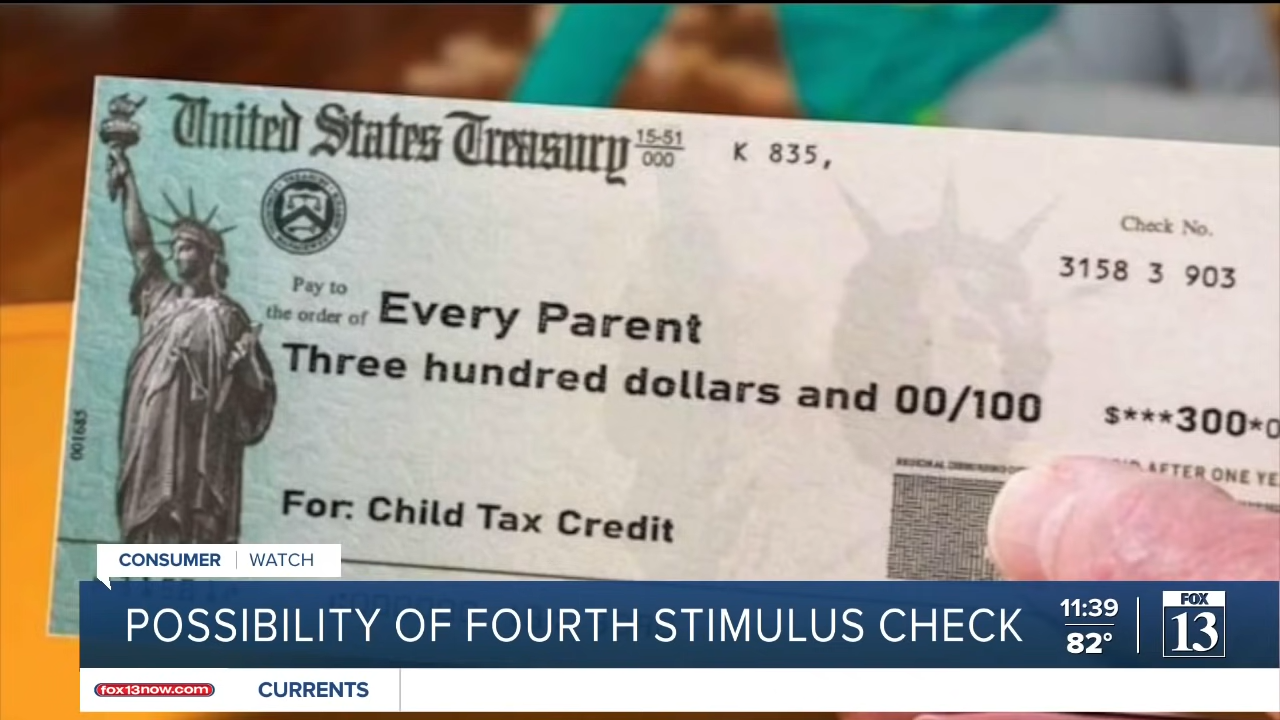 United States Treasury 15-51
000
K 835,
Check No.
3158 3 903
Pay to
the order of Every Parent
Three hundred dollars and 00/100 $***300*0
AFTER ONE YE
For: Child Tax Credit
001685
CONSUMER | WATCH
POSSIBILITY OF FOURTH STIMULUS CHECK
11:39
82°
FOX
13
fox13now.com
CURRENTS